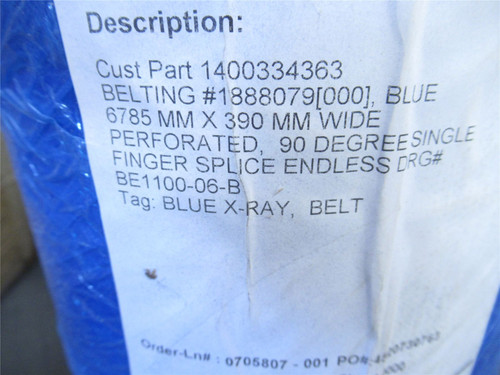 Description:
Cust Part 1400334363
BELTING #1888079[000], BLUE
6785 MM X 390 MM WIDE
PERFORATED, 90 DEGREE SINGLE
FINGER SPLICE ENDLESS DRG#
BE1100-06-B
Tag: BLUE X-RAY, BELT
Order-Ln# : 0705807 - 001 PO#: